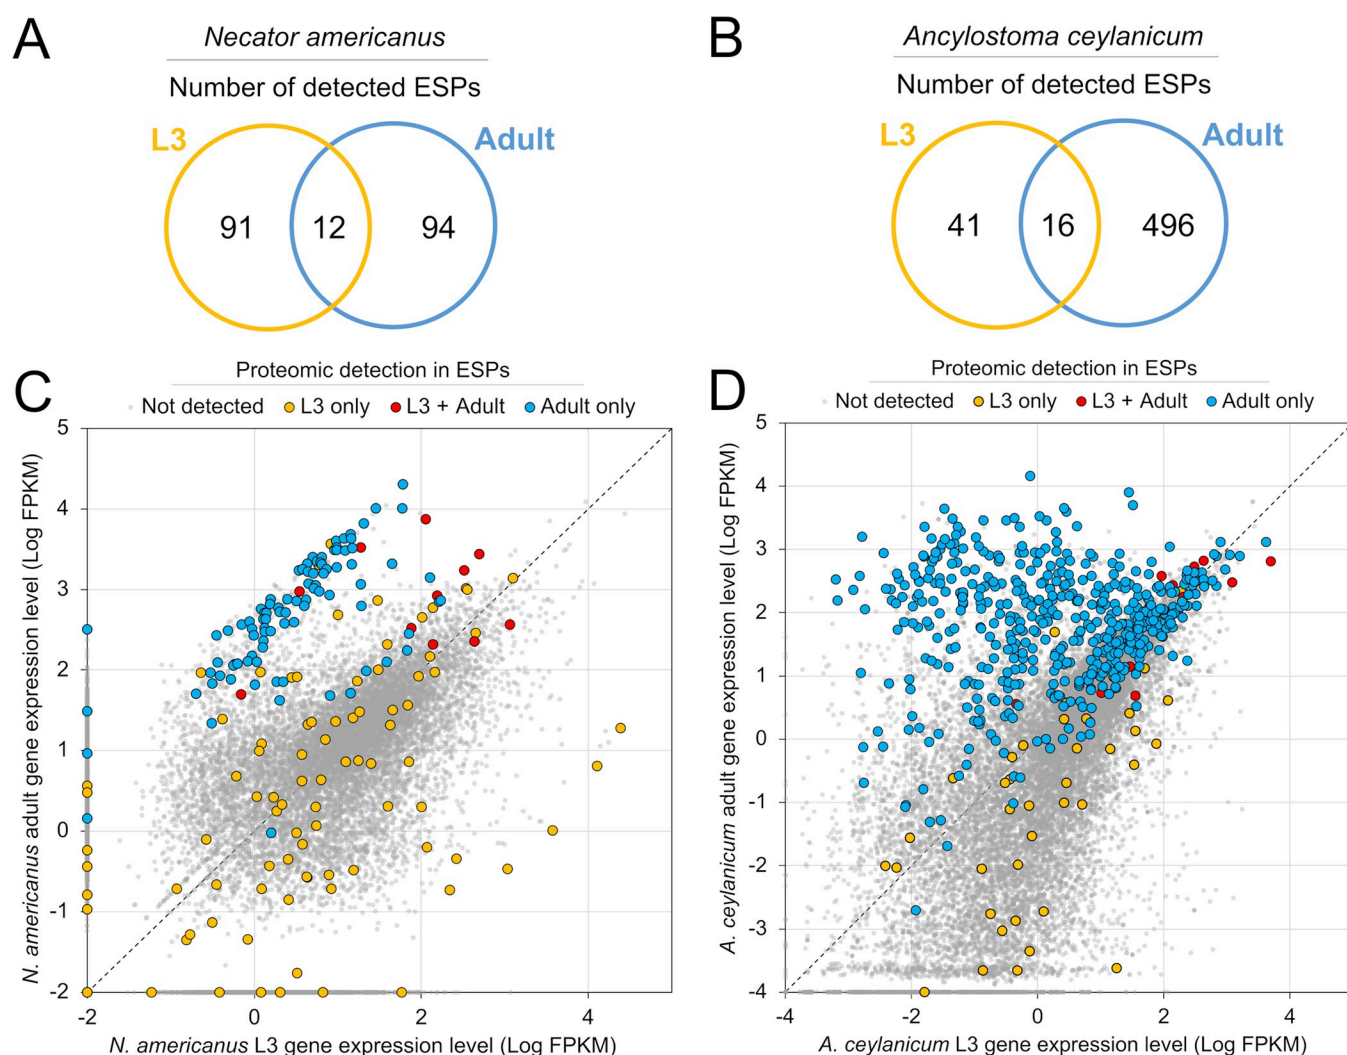 A
Necator americanus
Number of detected ESPs
L3
Adult
91
12
94
B
Ancylostoma ceylanicum
Number of detected ESPs
L3
Adult
41
16
496
C
Proteomic detection in ESPs
Not detected L3 only L3 + Adult Adult only
N. americanus adult gene expression level (Log FPKM)
5
4
3
2
1
0
-1
-2
-2 0 2 4
N. americanus L3 gene expression level (Log FPKM)
D
Proteomic detection in ESPs
Not detected L3 only L3 + Adult Adult only
A. ceylanicum adult gene expression level (Log FPKM)
5
4
3
2
1
0
-1
-2
-3
-4
-4 -2 0 2 4
A. ceylanicum L3 gene expression level (Log FPKM)